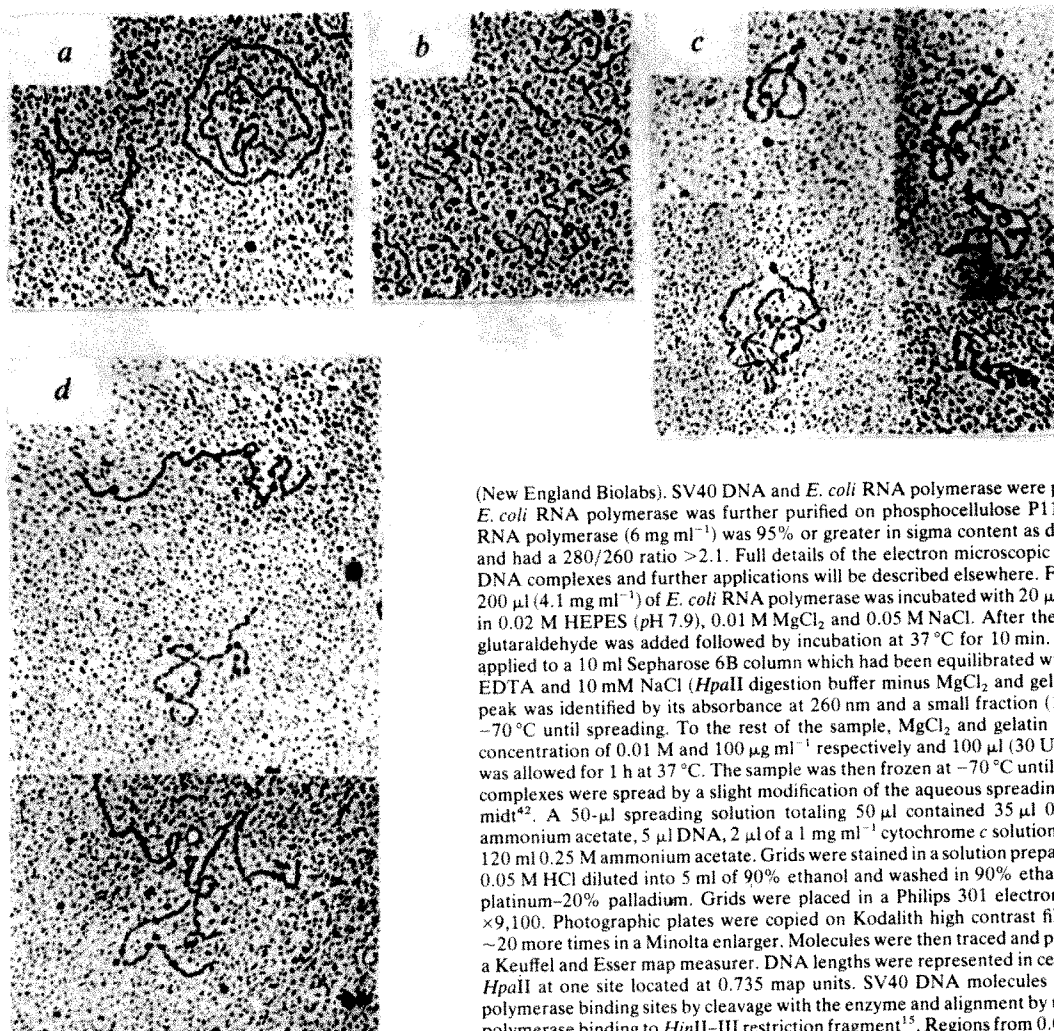 a
b
c
d
(New England Biolabs). SV40 DNA and E. coli RNA polymerase were
E. coli RNA polymerase was further purified on phosphocellulose
RNA polymerase (6 mg ml⁻¹) was 95% or greater in sigma content as
and had a 280/260 ratio >2.1. Full details of the electron microscopic
DNA complexes and further applications will be described elsewhere.
200 μl (4.1 mg ml⁻¹) of E. coli RNA polymerase was incubated with 20
in 0.02 M HEPES (pH 7.9), 0.01 M MgCl₂ and 0.05 M NaCl. After the
glutaraldehyde was added followed by incubation at 37 °C for 10 min.
applied to a 10 ml Sepharose 6B column which had been equilibrated
EDTA and 10 mM NaCl (HpaII digestion buffer minus MgCl₂ and
peak was identified by its absorbance at 260 nm and a small fraction (
−70 °C until spreading. To the rest of the sample, MgCl₂ and gelatin
concentration of 0.01 M and 100 μg ml⁻¹ respectively and 100 μl (30
was allowed for 1 h at 37 °C. The sample was then frozen at −70 °C until
complexes were spread by a slight modification of the aqueous
midt⁴². A 50-μl spreading solution totaling 50 μl contained 35 μl
ammonium acetate, 5 μl DNA, 2 μl of a 1 mg ml⁻¹ cytochrome c solution
120 ml 0.25 M ammonium acetate. Grids were stained in a solution
0.05 M HCl diluted into 5 ml of 90% ethanol and washed in 90%
platinum–20% palladium. Grids were placed in a Philips 301
×9,100. Photographic plates were copied on Kodalith high contrast
~20 more times in a Minolta enlarger. Molecules were then traced and
a Keuffel and Esser map measurer. DNA lengths were represented in
HpaII at one site located at 0.735 map units. SV40 DNA molecules
polymerase binding sites by cleavage with the enzyme and alignment by
polymerase binding to HinII–III restriction fragment¹⁵. Regions from